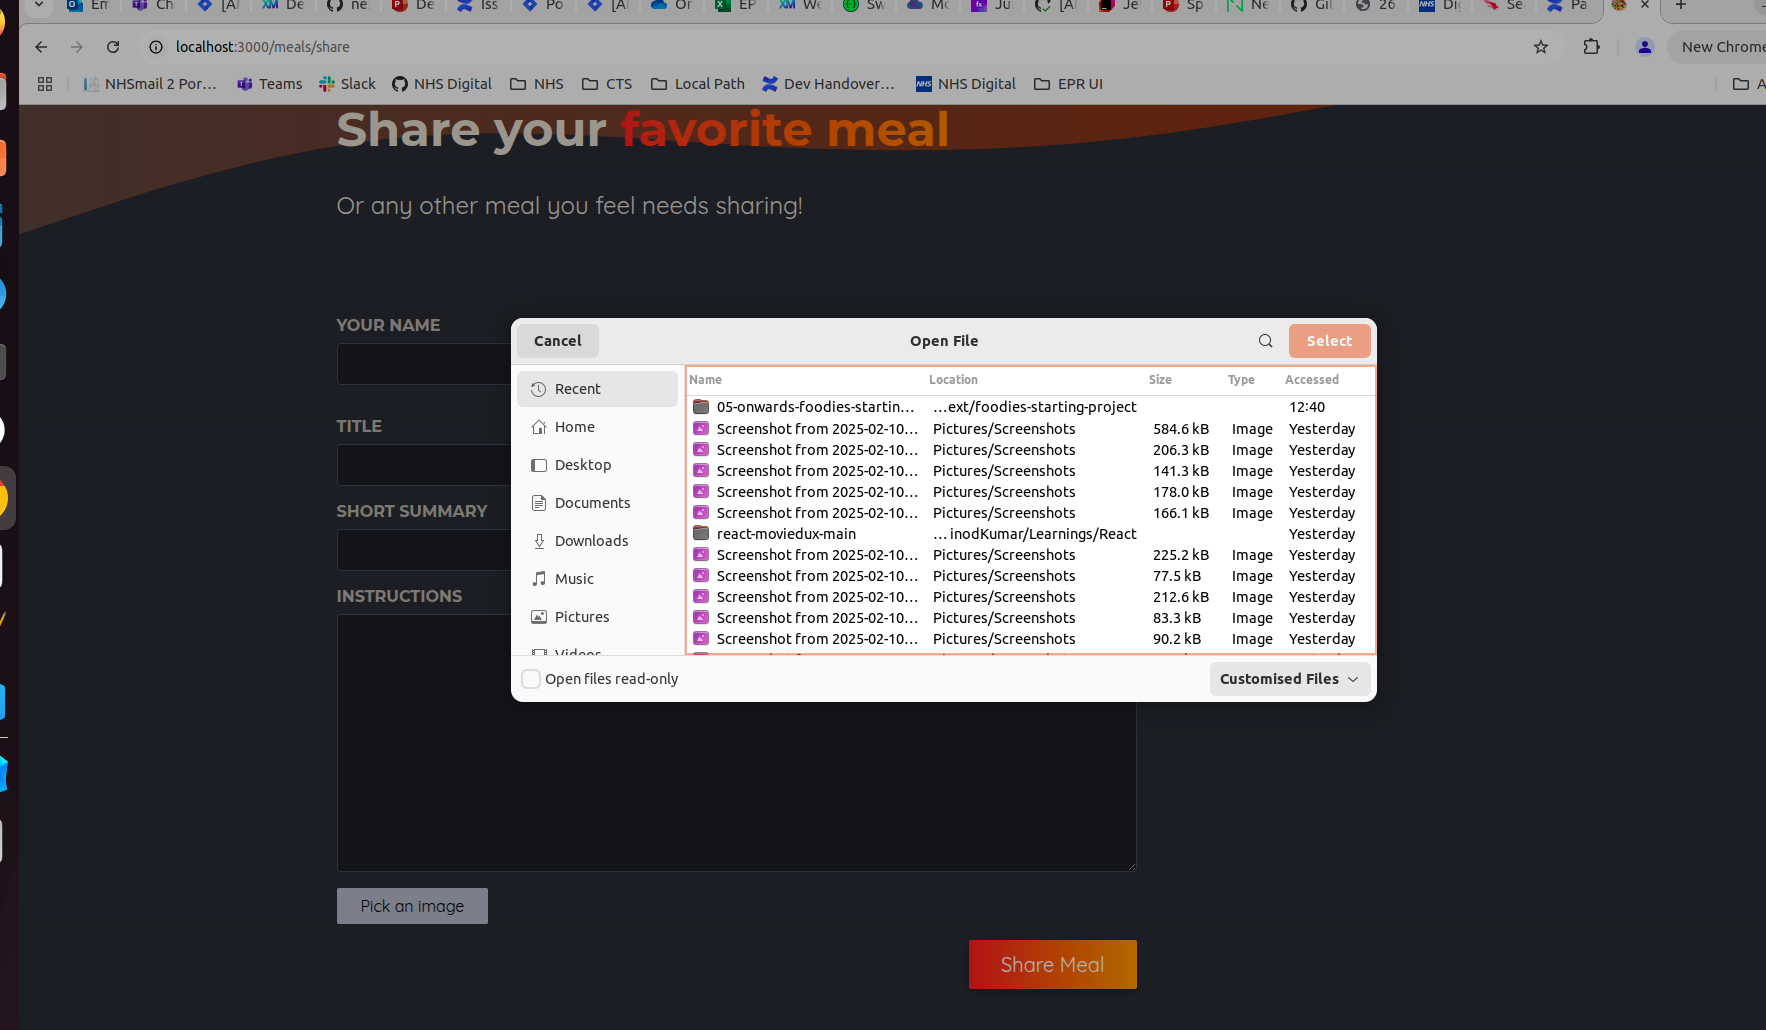 Em Ch [Al De ne De Iss Po [Al Or EP We Sw Mo Ju [Al Je Sp Ne Git 26 Dig Se Pa
localhost:3000/meals/share
New Chrome
NHSmail 2 Por... Teams Slack NHS Digital NHS CTS Local Path Dev Handover... NHS Digital EPR UI
Share your favorite meal
Or any other meal you feel needs sharing!
YOUR NAME
TITLE
SHORT SUMMARY
INSTRUCTIONS
Pick an image
Share Meal
Cancel Open File Select
Recent
Home
Desktop
Documents
Downloads
Music
Pictures
Videos
Name Location Size Type Accessed
05-onwards-foodies-startin... ...ext/foodies-starting-project 12:40
Screenshot from 2025-02-10... Pictures/Screenshots 584.6 kB Image Yesterday
Screenshot from 2025-02-10... Pictures/Screenshots 206.3 kB Image Yesterday
Screenshot from 2025-02-10... Pictures/Screenshots 141.3 kB Image Yesterday
Screenshot from 2025-02-10... Pictures/Screenshots 178.0 kB Image Yesterday
Screenshot from 2025-02-10... Pictures/Screenshots 166.1 kB Image Yesterday
react-moviedux-main ...inodKumar/Learnings/React Yesterday
Screenshot from 2025-02-10... Pictures/Screenshots 225.2 kB Image Yesterday
Screenshot from 2025-02-10... Pictures/Screenshots 77.5 kB Image Yesterday
Screenshot from 2025-02-10... Pictures/Screenshots 212.6 kB Image Yesterday
Screenshot from 2025-02-10... Pictures/Screenshots 83.3 kB Image Yesterday
Screenshot from 2025-02-10... Pictures/Screenshots 90.2 kB Image Yesterday
Open files read-only
Customised Files